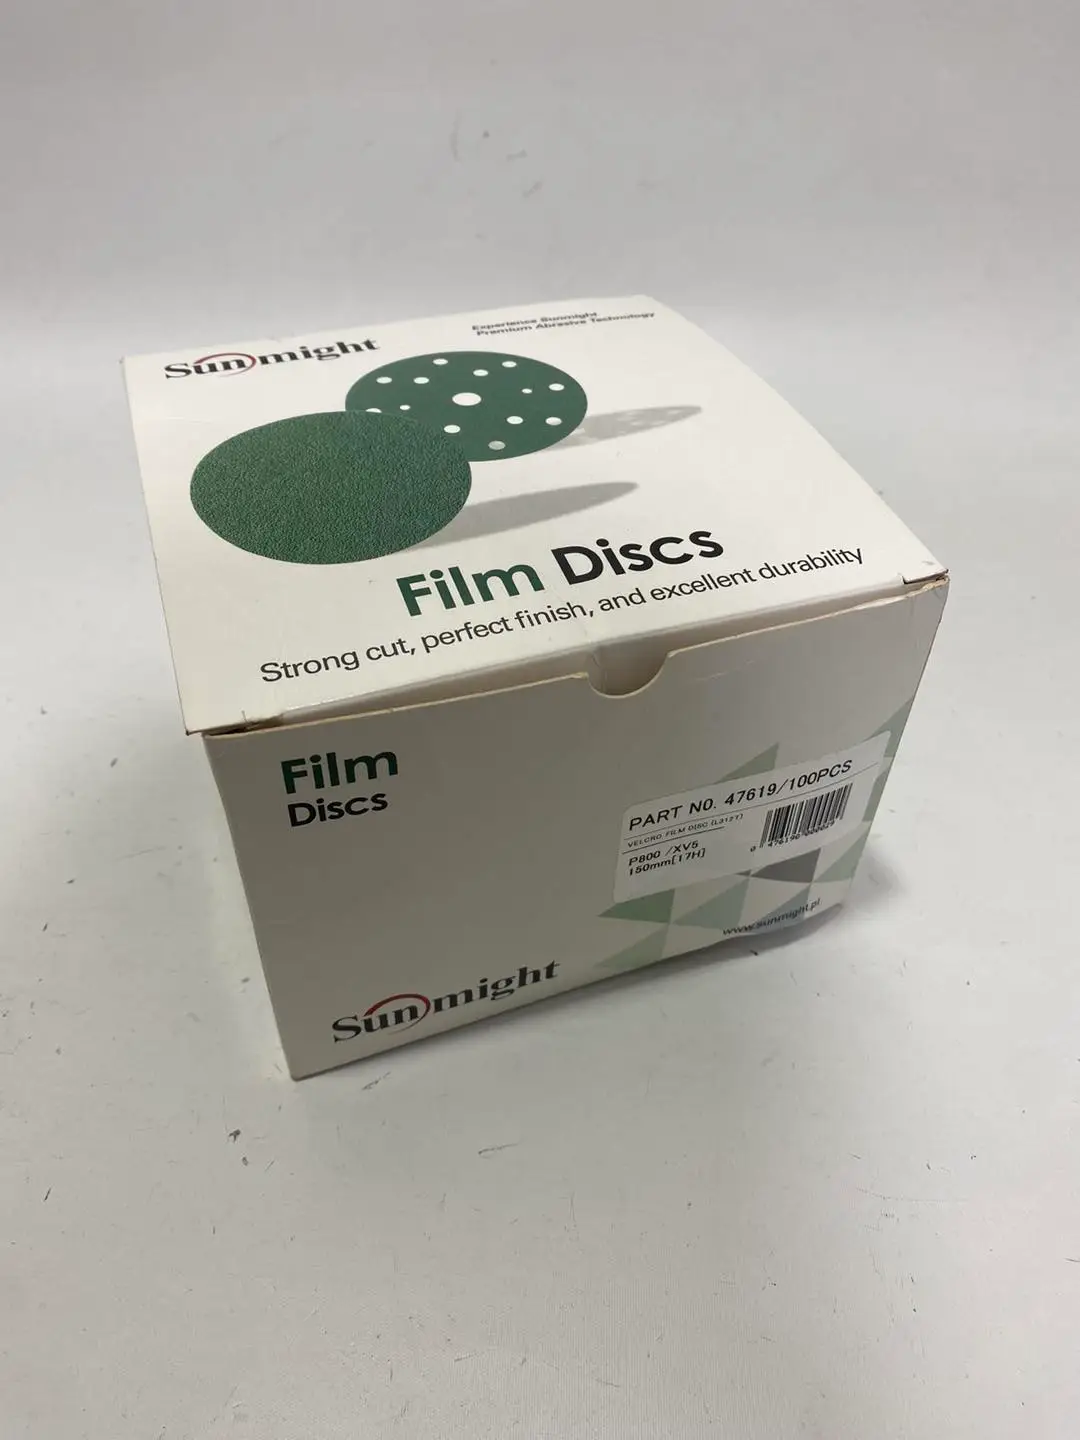 Sunmight
Experience Sunmight
Premium Abrasive Technology
Film Discs
Strong cut, perfect finish, and excellent durability
Film
Discs
PART NO. 47619/100PCS
VELCRO FILM DISC (L312T)
P800 /XV5
150mm[17H]
www.sunmight.pl
Sunmight